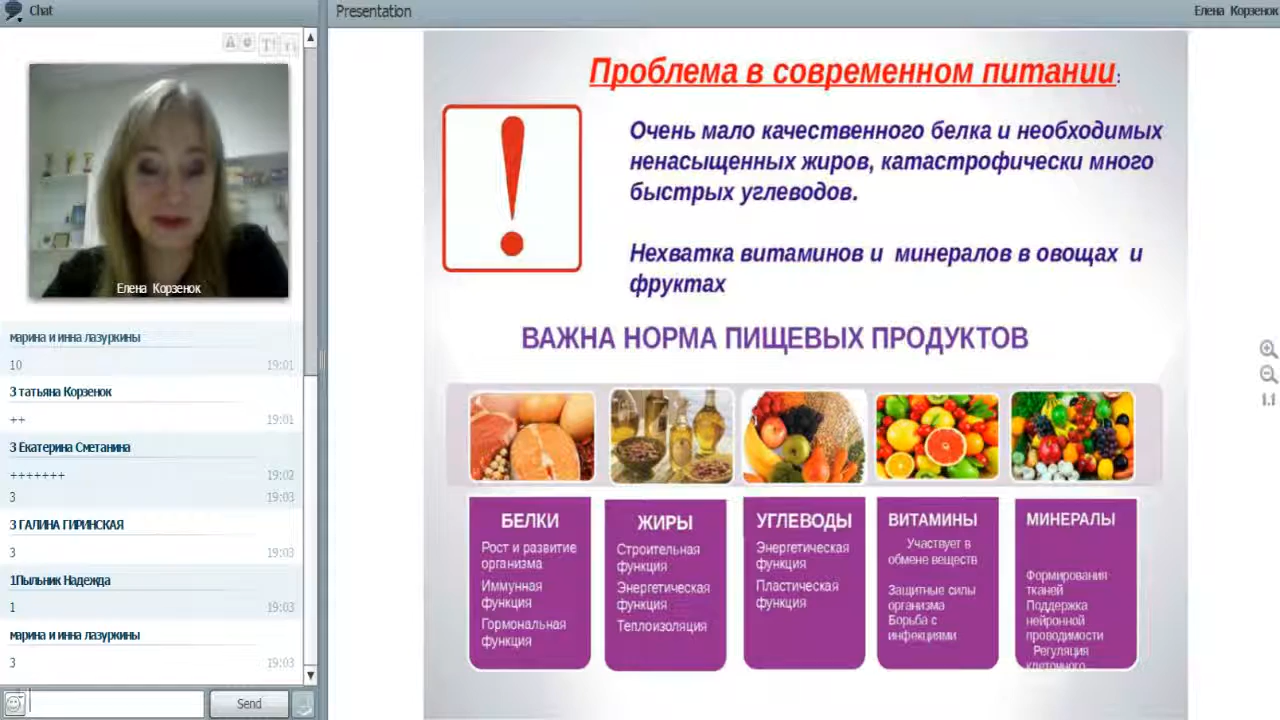 Chat
Елена Корзенок
марина и инна лазуркины
10 19:01
3 татьяна Корзенок
++ 19:01
3 Екатерина Сметанина
+++++++ 19:02
3 19:03
3 ГАЛИНА ГИРИНСКАЯ
3 19:03
1Пыльник Надежда
1 19:03
марина и инна лазуркины
3 19:03
Send
Presentation
Елена Корзенок
Проблема в современном питании:
Очень мало качественного белка и необходимых
ненасыщенных жиров, катастрофически много
быстрых углеводов.
Нехватка витаминов и минералов в овощах и
фруктах
ВАЖНА НОРМА ПИЩЕВЫХ ПРОДУКТОВ
БЕЛКИ
Рост и развитие
организма
Иммунная
функция
Гормональная
функция
ЖИРЫ
Строительная
функция
Энергетическая
функция
Теплоизоляция
УГЛЕВОДЫ
Энергетическая
функция
Пластическая
функция
ВИТАМИНЫ
Участвует в
обмене веществ
Защитные силы
организма
Борьба с
инфекциями
МИНЕРАЛЫ
Формирования
тканей
Поддержка
нейронной
проводимости
Регуляция
клеточного
1:1